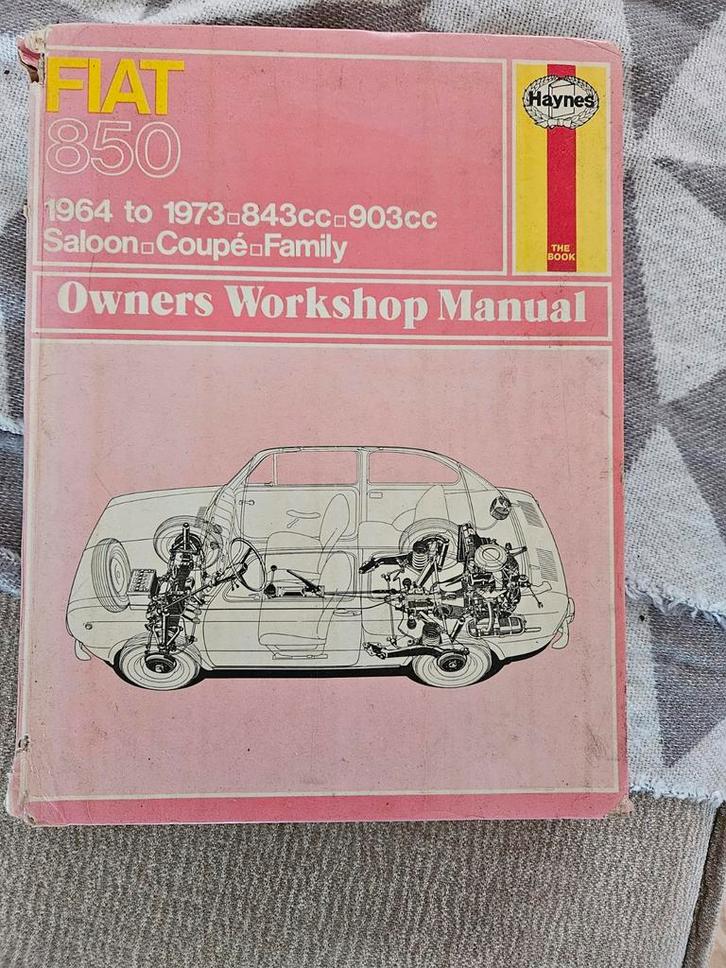 FIAT
850
1964 to 1973▫843cc▫903cc
Saloon▫Coupé▫Family
Haynes
THE
BOOK
Owners Workshop Manual